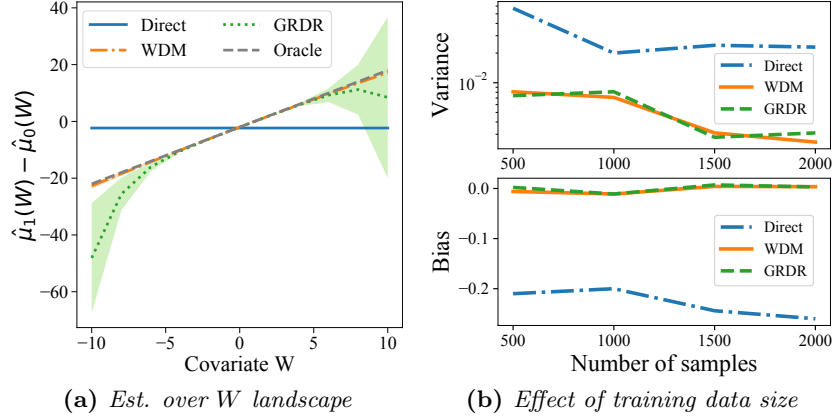 Direct
WDM
GRDR
Oracle
40
20
0
−20
−40
−60
μ̂₁(W) − μ̂₀(W)
−10
−5
0
5
10
Covariate W
(a) Est. over W landscape
Variance
10⁻²
Direct
WDM
GRDR
500
1000
1500
2000
Bias
0.0
−0.1
−0.2
Direct
WDM
GRDR
500
1000
1500
2000
Number of samples
(b) Effect of training data size